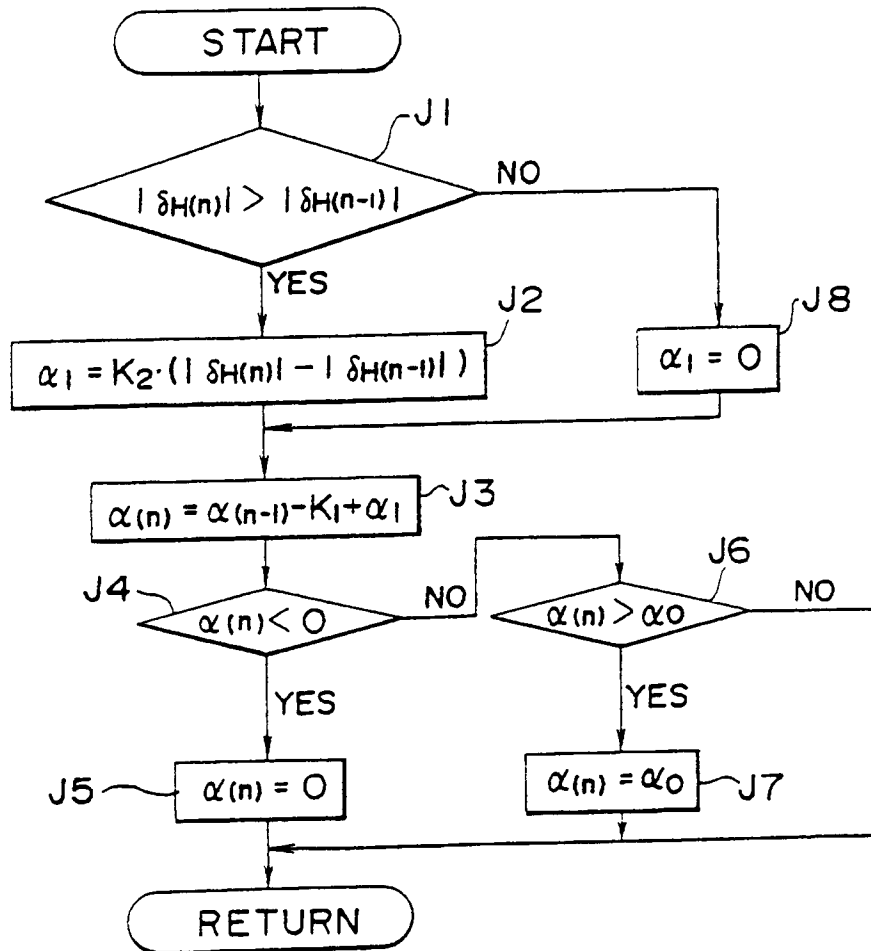 START
J1
|δH(n)| > |δH(n-1)|
NO
YES
J2
α1 = K2·(|δH(n)| - |δH(n-1)|)
J8
α1 = 0
J3
α(n) = α(n-1)-K1+α1
J4
α(n) < 0
NO
J6
α(n) > α0
NO
YES
YES
J5
α(n) = 0
α(n) = α0
J7
RETURN